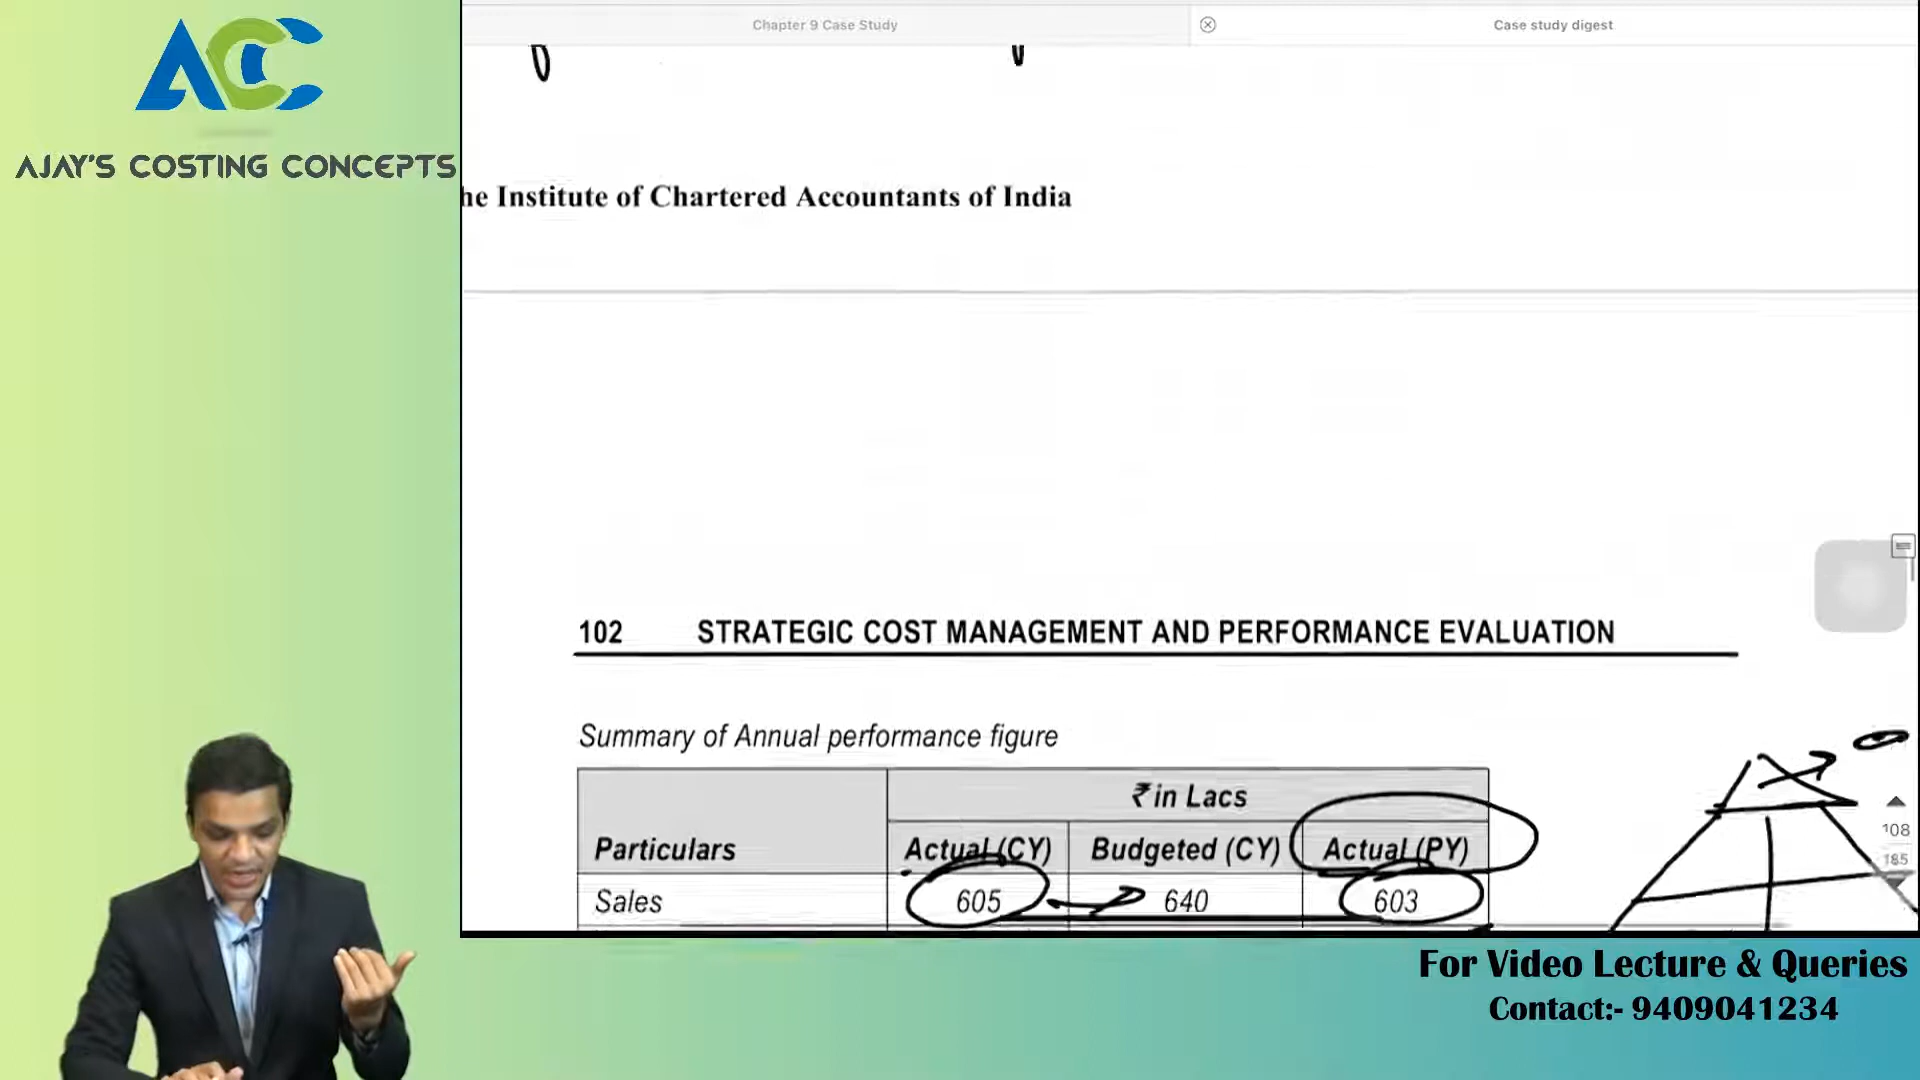 ACC
AJAY'S COSTING CONCEPTS
Chapter 9 Case Study
Case study digest
he Institute of Chartered Accountants of India
102 STRATEGIC COST MANAGEMENT AND PERFORMANCE EVALUATION
Summary of Annual performance figure
₹ in Lacs
Particulars Actual (CY) Budgeted (CY) Actual (PY)
Sales 605 640 603
108
185
For Video Lecture & Queries
Contact:- 9409041234